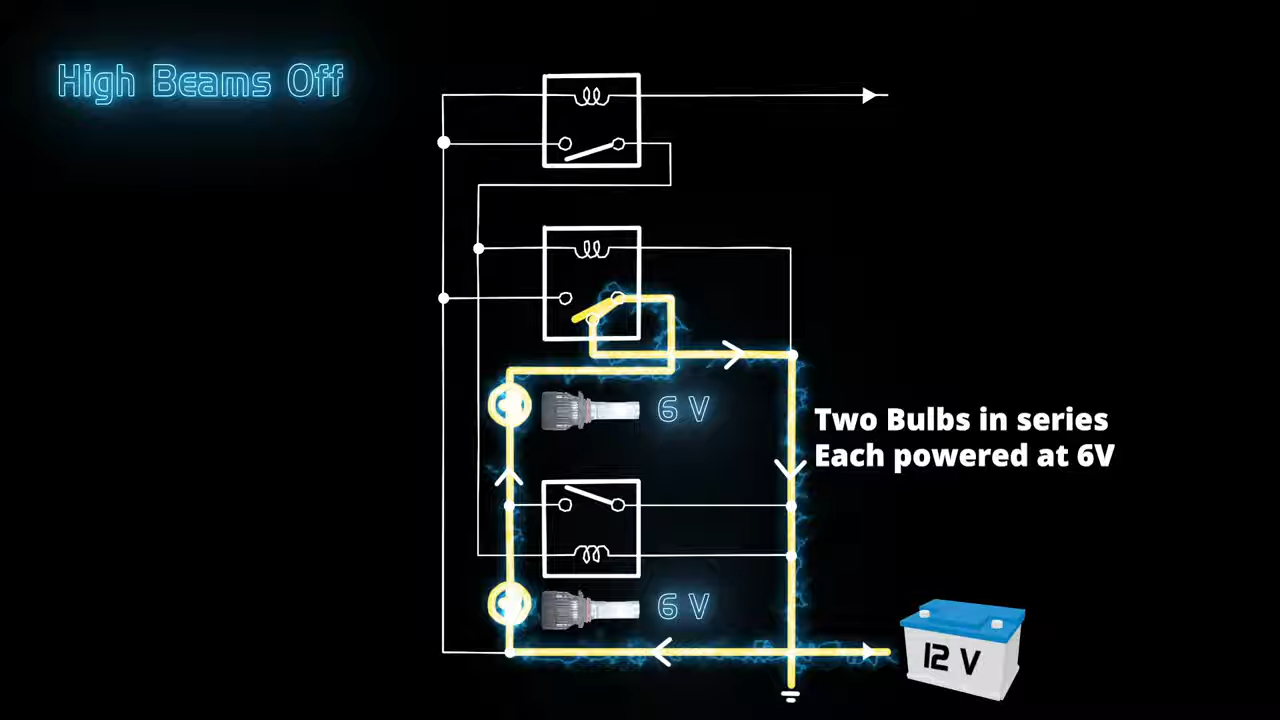 High Beams Off
6 V
Two Bulbs in series
Each powered at 6V
6 V
12 V